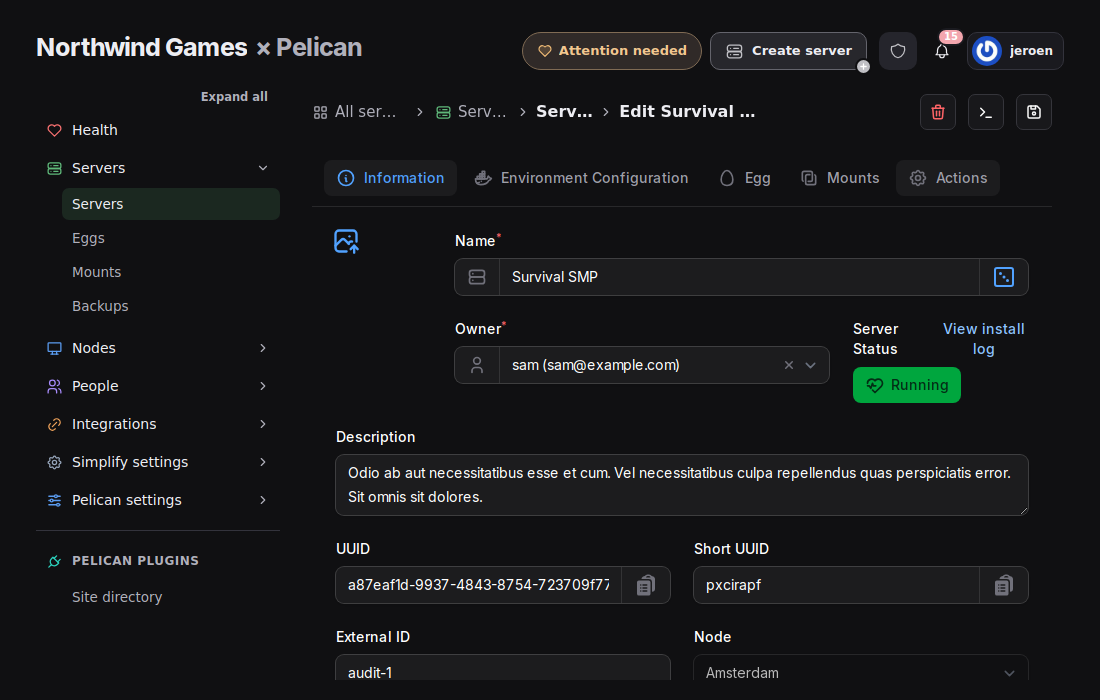 Northwind Games × Pelican
Attention needed
Create server
15
jeroen
Expand all
Health
Servers
Servers
Eggs
Mounts
Backups
Nodes
People
Integrations
Simplify settings
Pelican settings
PELICAN PLUGINS
Site directory
All ser... > Serv... > Serv... > Edit Survival ...
Information
Environment Configuration
Egg
Mounts
Actions
Name*
Survival SMP
Owner*
sam (sam@example.com)
Server
Status
View install
log
Running
Description
Odio ab aut necessitatibus esse et cum. Vel necessitatibus culpa repellendus quas perspiciatis error.
Sit omnis sit dolores.
UUID
a87eaf1d-9937-4843-8754-723709f77
Short UUID
pxcirapf
External ID
audit-1
Node
Amsterdam